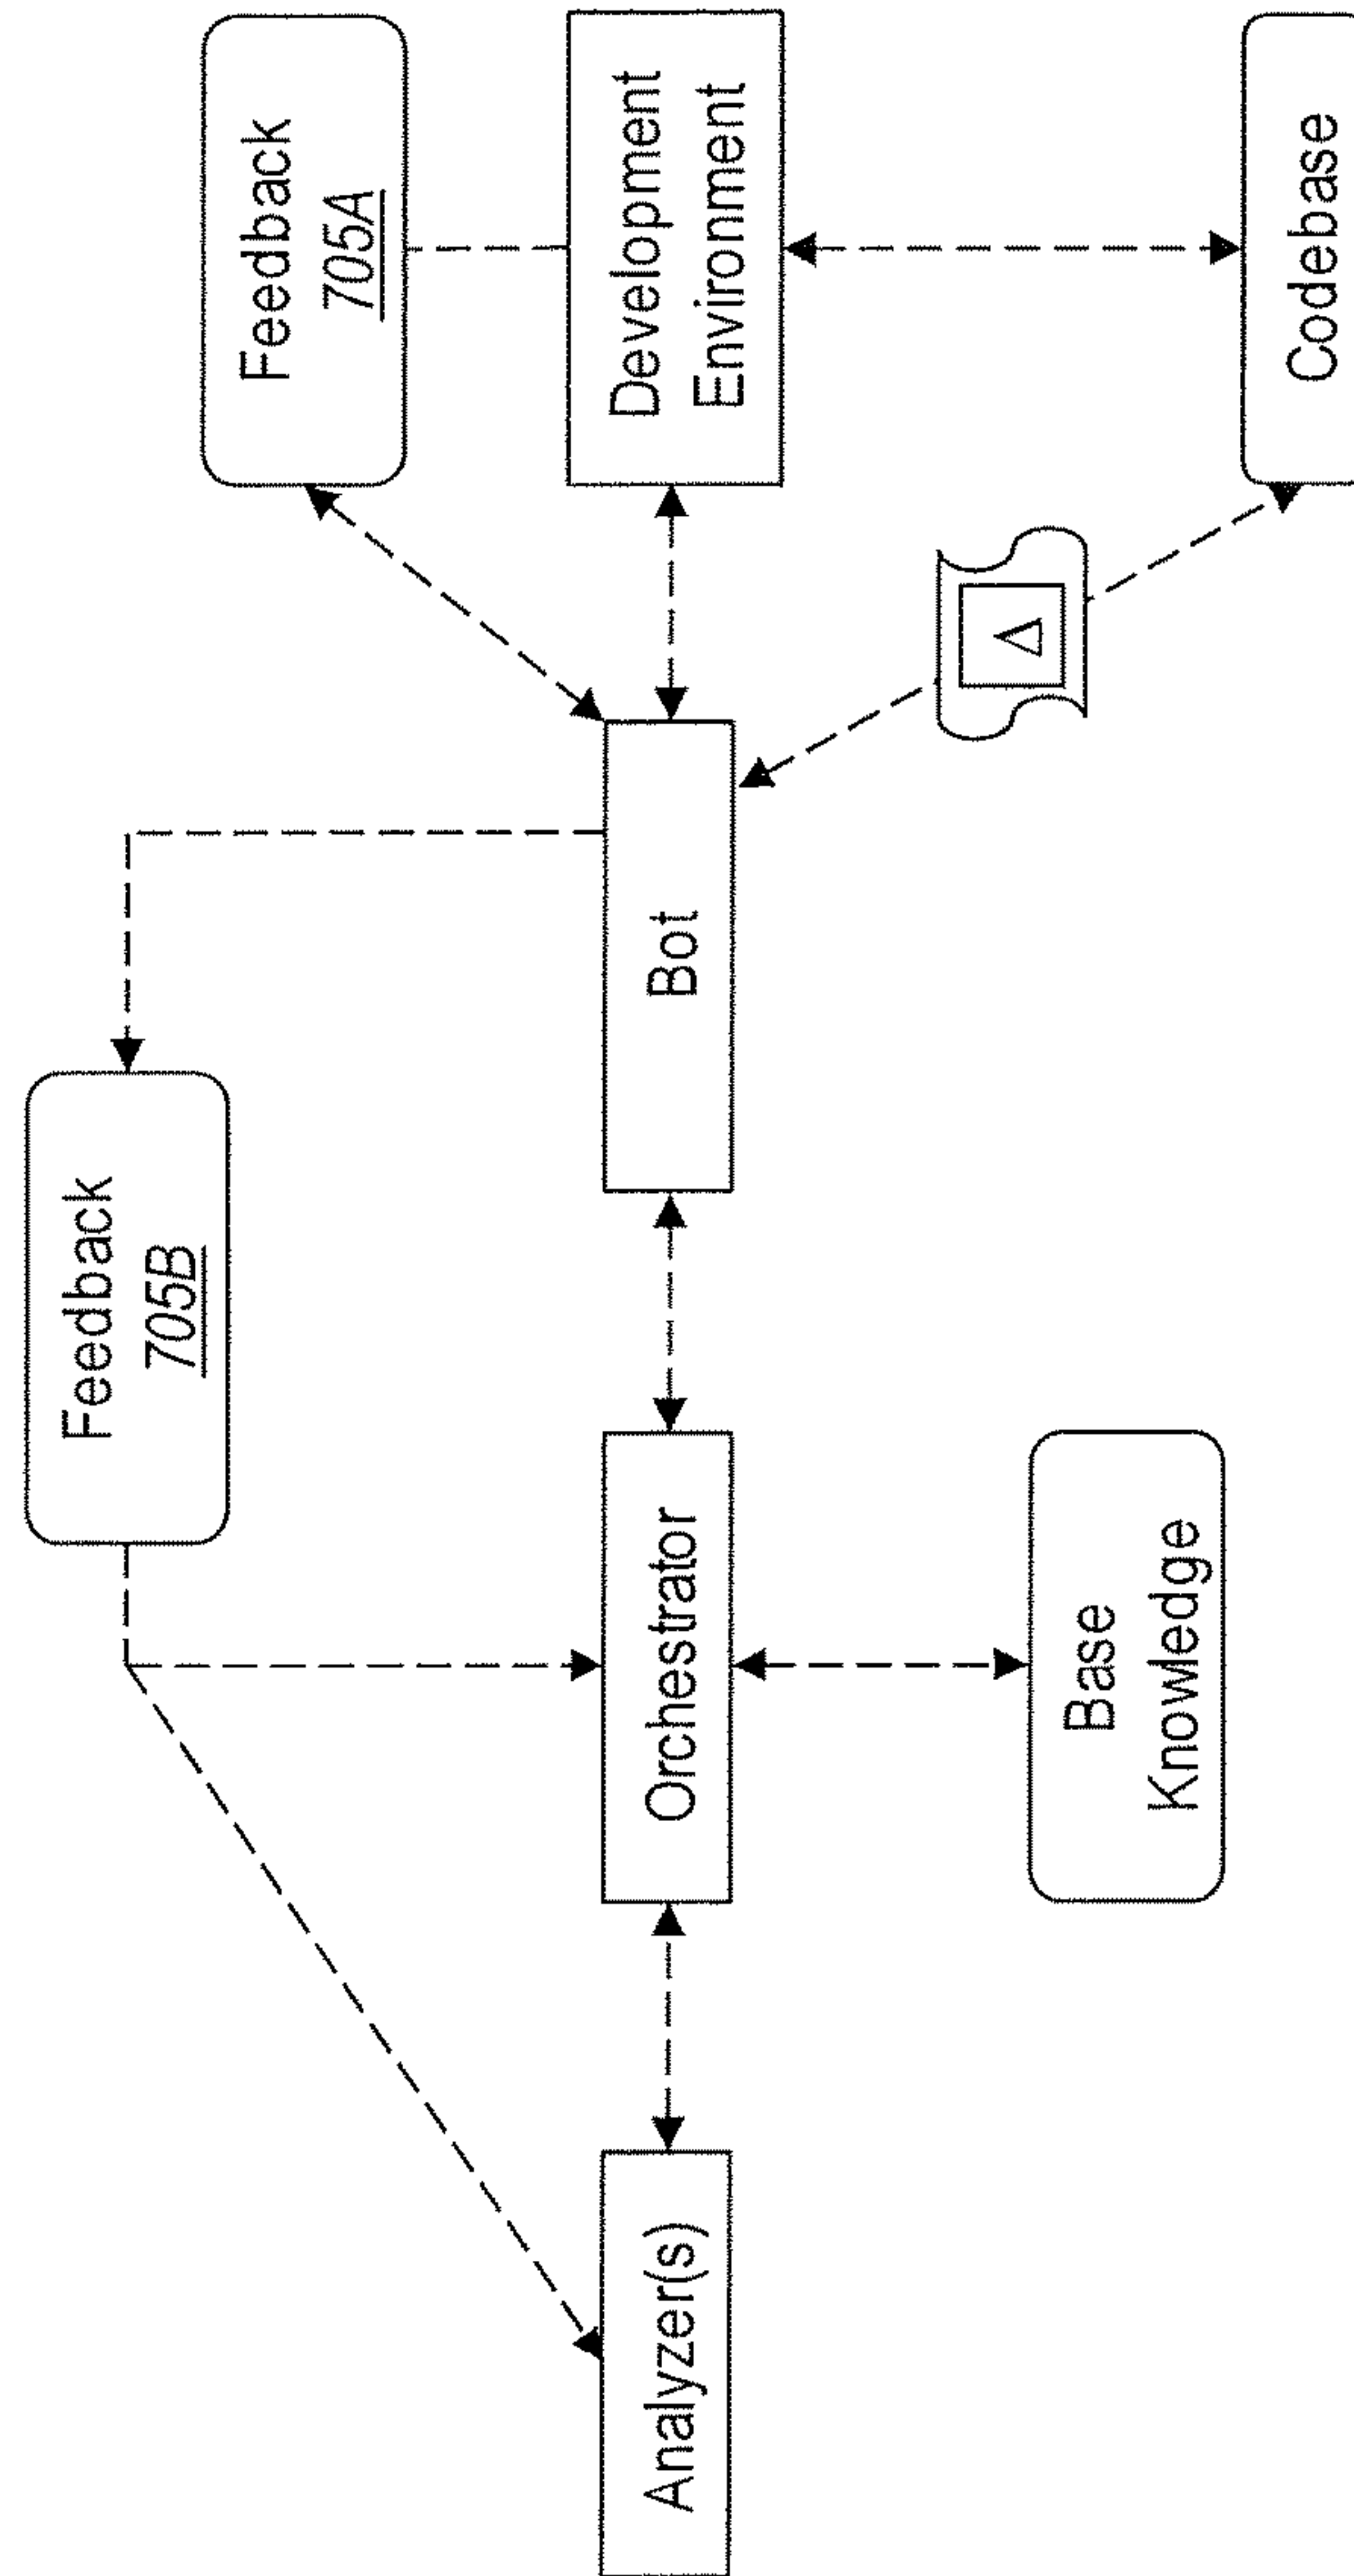 Feedback
705B
Feedback
705A
Analyzer(s)
Orchestrator
Bot
Development
Environment
Δ
Base
Knowledge
Codebase